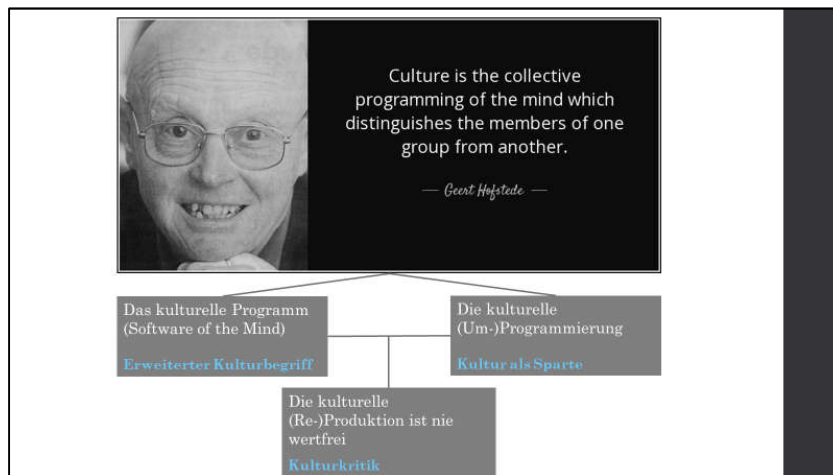 Culture is the collective
programming of the mind which
distinguishes the members of one
group from another.
— Geert Hofstede —
Das kulturelle Programm
(Software of the Mind)
Erweiterter Kulturbegriff
Die kulturelle
(Um-)Programmierung
Kultur als Sparte
Die kulturelle
(Re-)Produktion ist nie
wertfrei
Kulturkritik